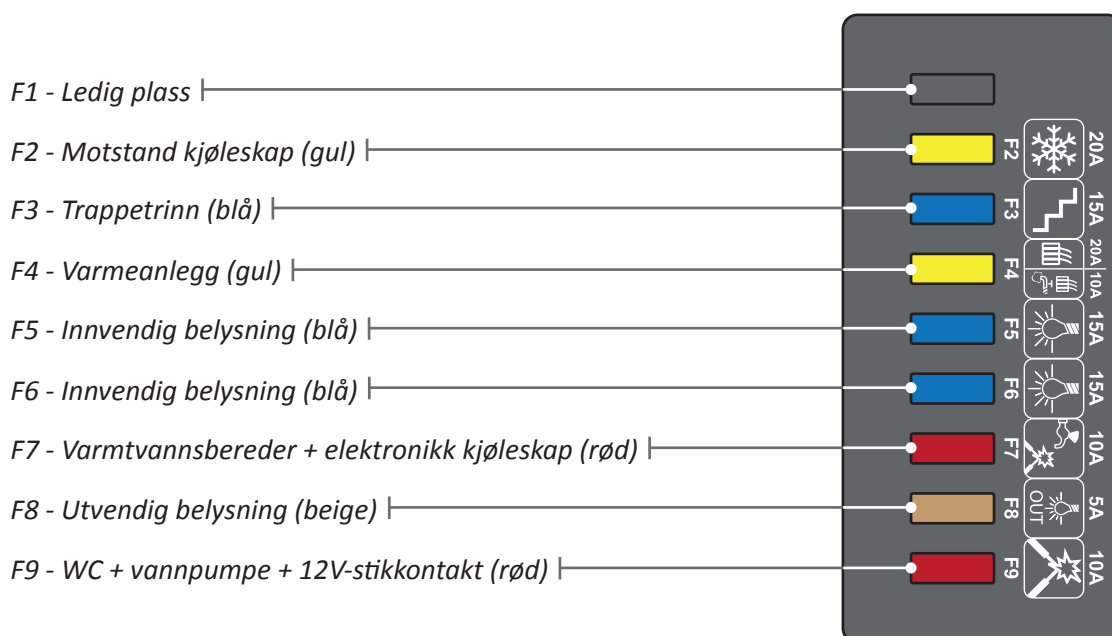 F1 - Ledig plass
F2 - Motstand kjøleskap (gul)
F2
20A
F3 - Trappetrinn (blå)
F3
15A
F4 - Varmeanlegg (gul)
F4
20A
10A
F5 - Innvendig belysning (blå)
F5
15A
F6 - Innvendig belysning (blå)
F6
15A
F7 - Varmtvannsbereder + elektronikk kjøleskap (rød)
F7
10A
F8 - Utvendig belysning (beige)
F8
OUT
5A
F9 - WC + vannpumpe + 12V-stikkontakt (rød)
F9
10A